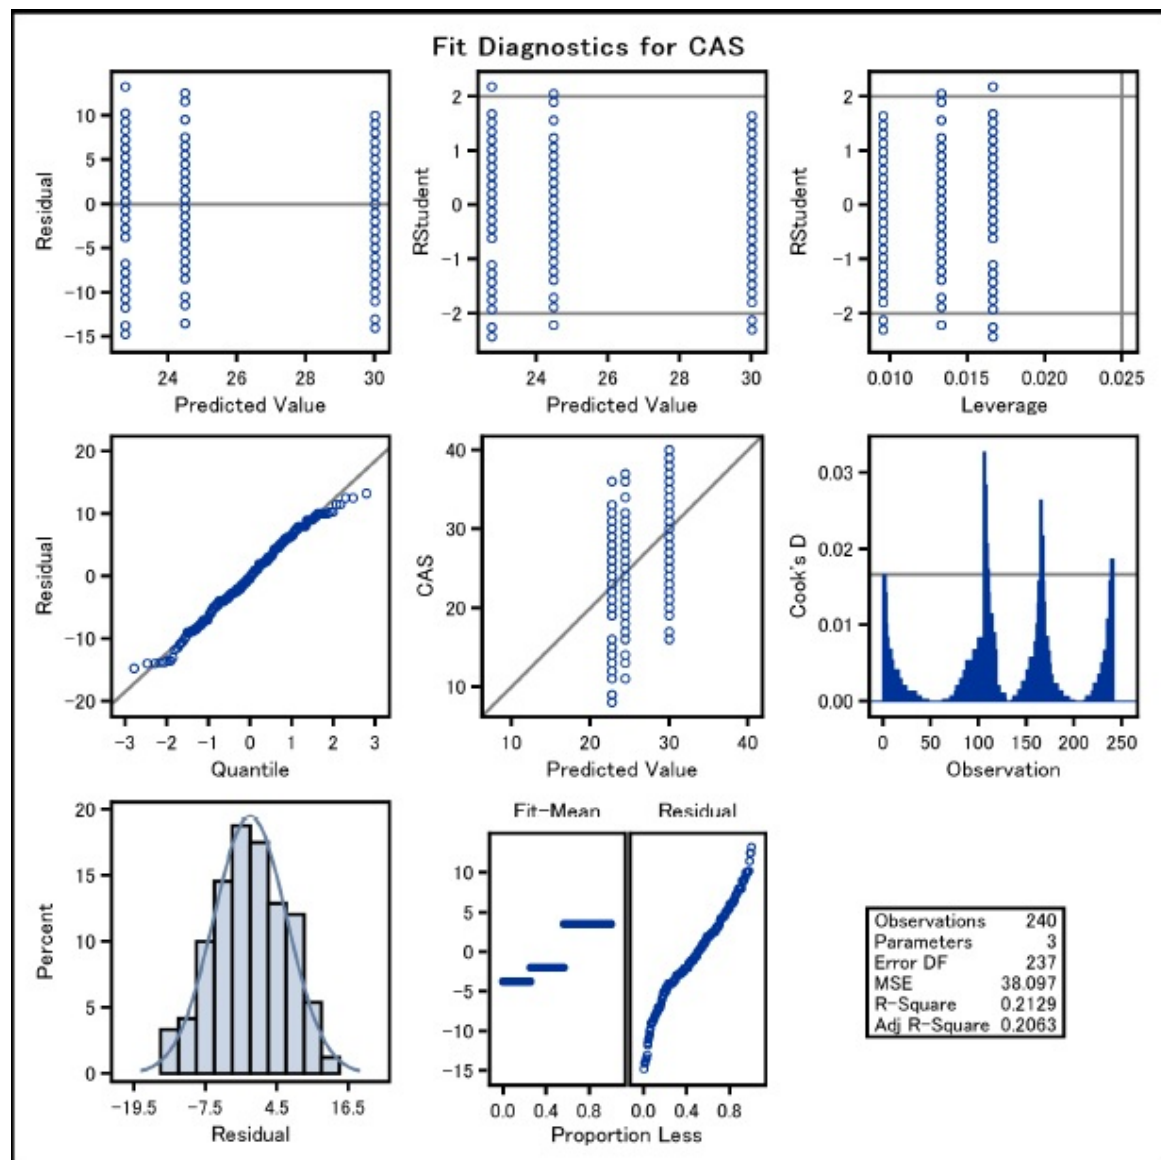 Fit Diagnostics for CAS
Residual
10
5
0
-5
-10
-15
24 26 28 30
Predicted Value
RStudent
2
1
0
-1
-2
24 26 28 30
Predicted Value
RStudent
2
1
0
-1
-2
0.010 0.015 0.020 0.025
Leverage
Residual
20
10
0
-10
-20
-3 -2 -1 0 1 2 3
Quantile
CAS
40
30
20
10
10 20 30 40
Predicted Value
Cook's D
0.03
0.02
0.01
0.00
0 50 100 150 200 250
Observation
Percent
20
15
10
5
0
-19.5 -7.5 4.5 16.5
Residual
Fit-Mean Residual
10
5
0
-5
-10
-15
0.0 0.4 0.8 0.0 0.4 0.8
Proportion Less
Observations 240
Parameters 3
Error DF 237
MSE 38.097
R-Square 0.2129
Adj R-Square 0.2063